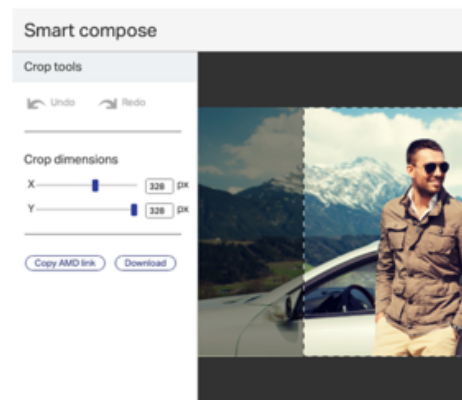 Smart compose
Crop tools
Undo Redo
Crop dimensions
X 328 px
Y 328 px
Copy AMD link Download